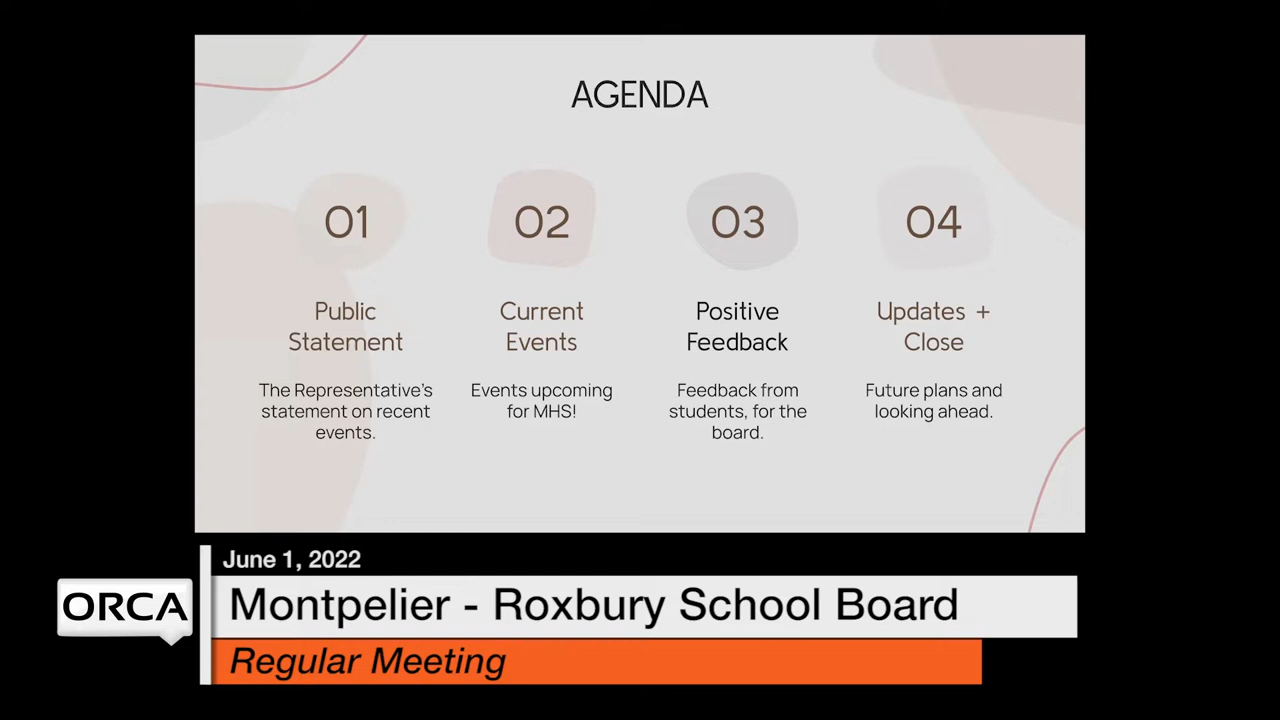 AGENDA
01
02
03
04
Public
Statement
Current
Events
Positive
Feedback
Updates +
Close
The Representative's
statement on recent
events.
Events upcoming
for MHS!
Feedback from
students, for the
board.
Future plans and
looking ahead.
June 1, 2022
ORCA
Montpelier - Roxbury School Board
Regular Meeting